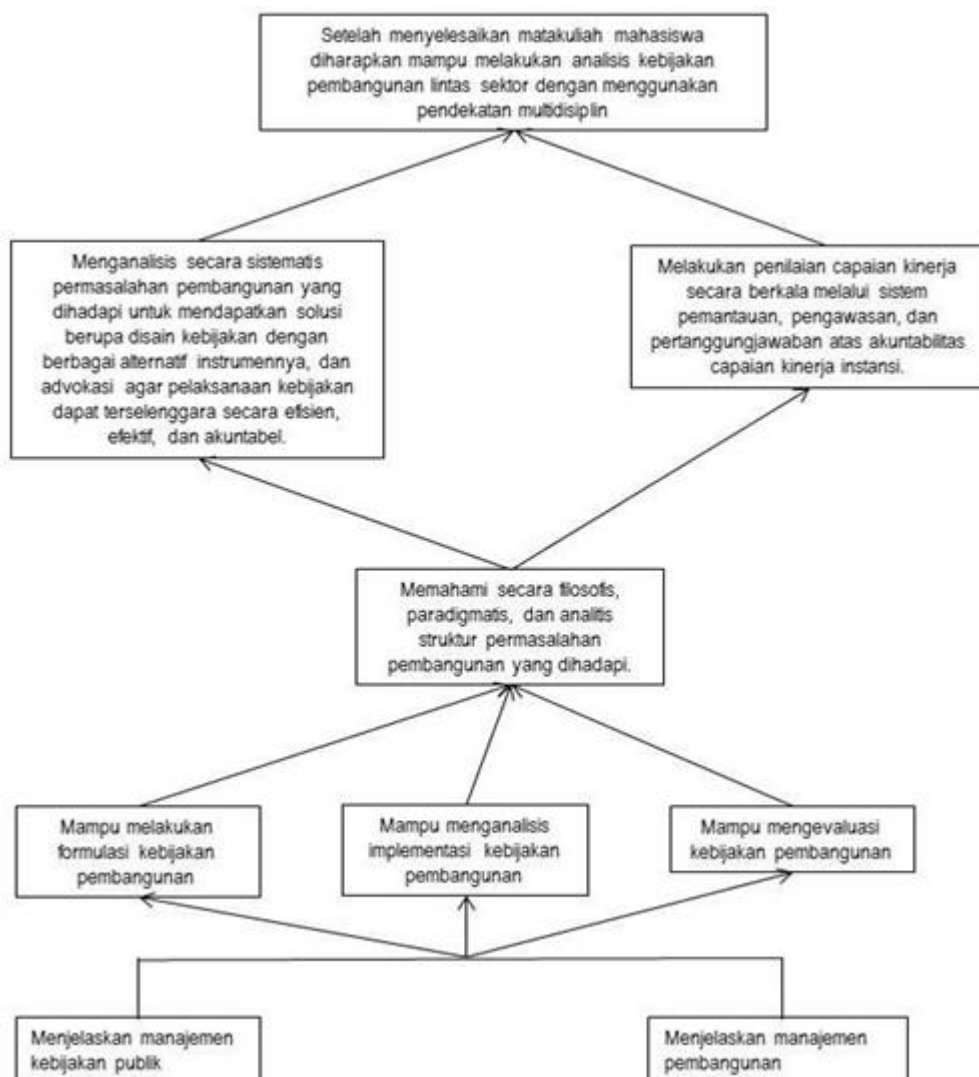 Setelah menyelesaikan matakuliah mahasiswa
diharapkan mampu melakukan analisis kebijakan
pembangunan lintas sektor dengan menggunakan
pendekatan multidisiplin
Menganalisis secara sistematis
permasalahan pembangunan yang
dihadapi untuk mendapatkan solusi
berupa disain kebijakan dengan
berbagai alternatif instrumennya, dan
advokasi agar pelaksanaan kebijakan
dapat terselenggara secara efisien,
efektif, dan akuntabel.
Melakukan penilaian capaian kinerja
secara berkala melalui sistem
pemantauan, pengawasan, dan
pertanggungjawaban atas akuntabilitas
capaian kinerja instansi.
Memahami secara filosofis,
paradigmatis, dan analitis
struktur permasalahan
pembangunan yang dihadapi.
Mampu melakukan
formulasi kebijakan
pembangunan
Mampu menganalisis
implementasi kebijakan
pembangunan
Mampu mengevaluasi
kebijakan pembangunan
Menjelaskan manajemen
kebijakan publik
Menjelaskan manajemen
pembangunan